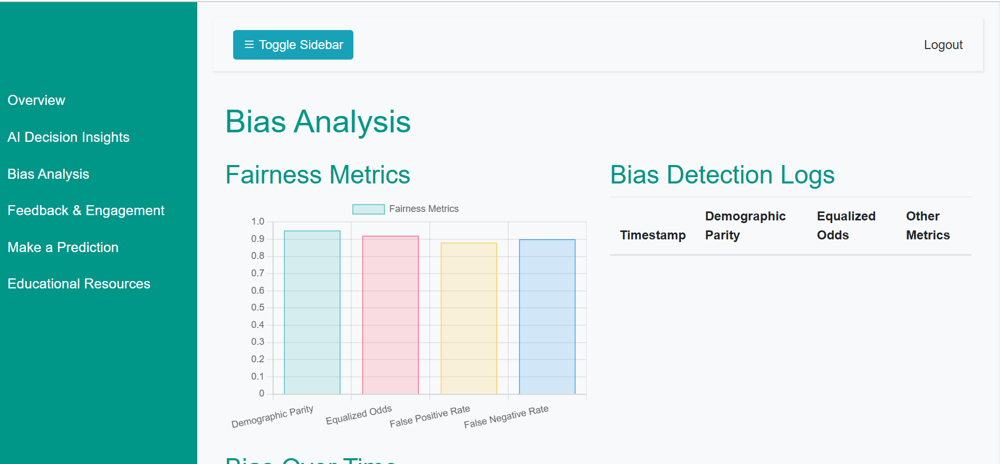 Toggle Sidebar
Logout
Overview
AI Decision Insights
Bias Analysis
Feedback & Engagement
Make a Prediction
Educational Resources
Bias Analysis
Fairness Metrics
Fairness Metrics
1.0
0.9
0.8
0.7
0.6
0.5
0.4
0.3
0.2
0.1
0
Demographic Parity
Equalized Odds
False Positive Rate
False Negative Rate
Bias Detection Logs
Timestamp
Demographic
Parity
Equalized
Odds
Other
Metrics
Bias Over Time